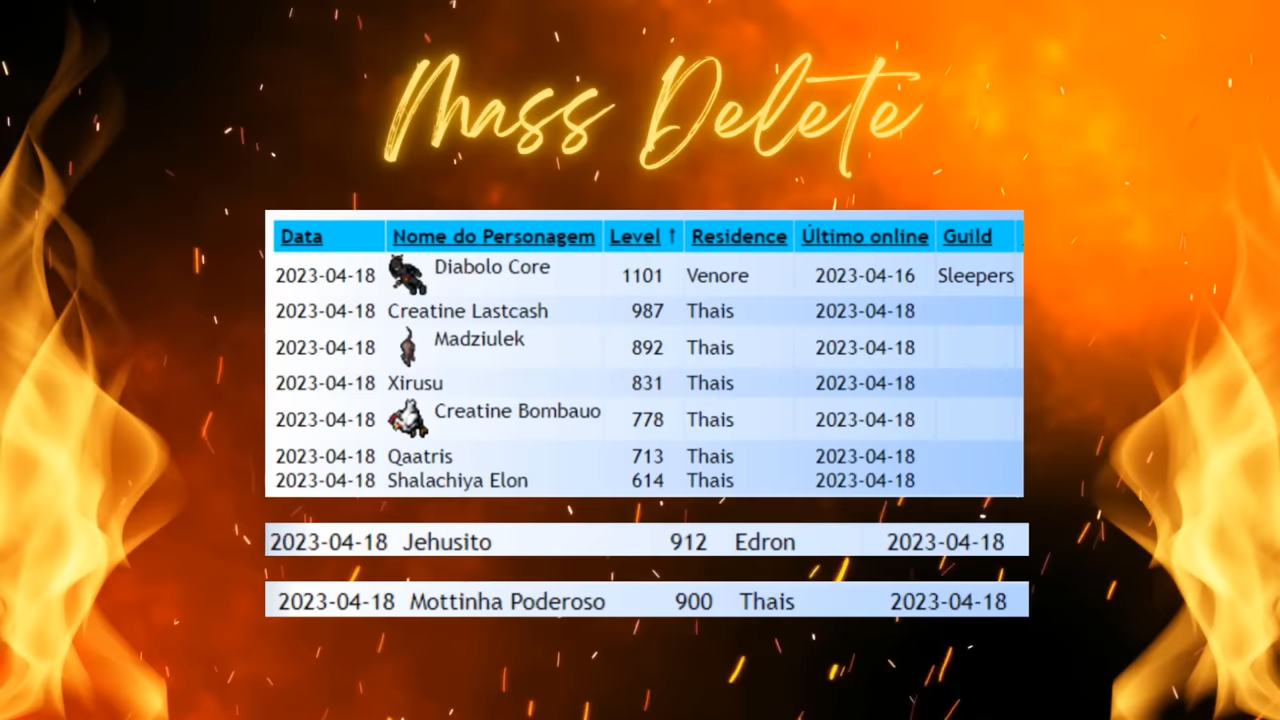 Mass Delete
Data Nome do Personagem Level ↑ Residence Último online Guild
2023-04-18 Diabolo Core 1101 Venore 2023-04-16 Sleepers
2023-04-18 Creatine Lastcash 987 Thais 2023-04-18
2023-04-18 Madziulek 892 Thais 2023-04-18
2023-04-18 Xirusu 831 Thais 2023-04-18
2023-04-18 Creatine Bombauo 778 Thais 2023-04-18
2023-04-18 Qaatris 713 Thais 2023-04-18
2023-04-18 Shalachiya Elon 614 Thais 2023-04-18
2023-04-18 Jehusito 912 Edron 2023-04-18
2023-04-18 Mottinha Poderoso 900 Thais 2023-04-18